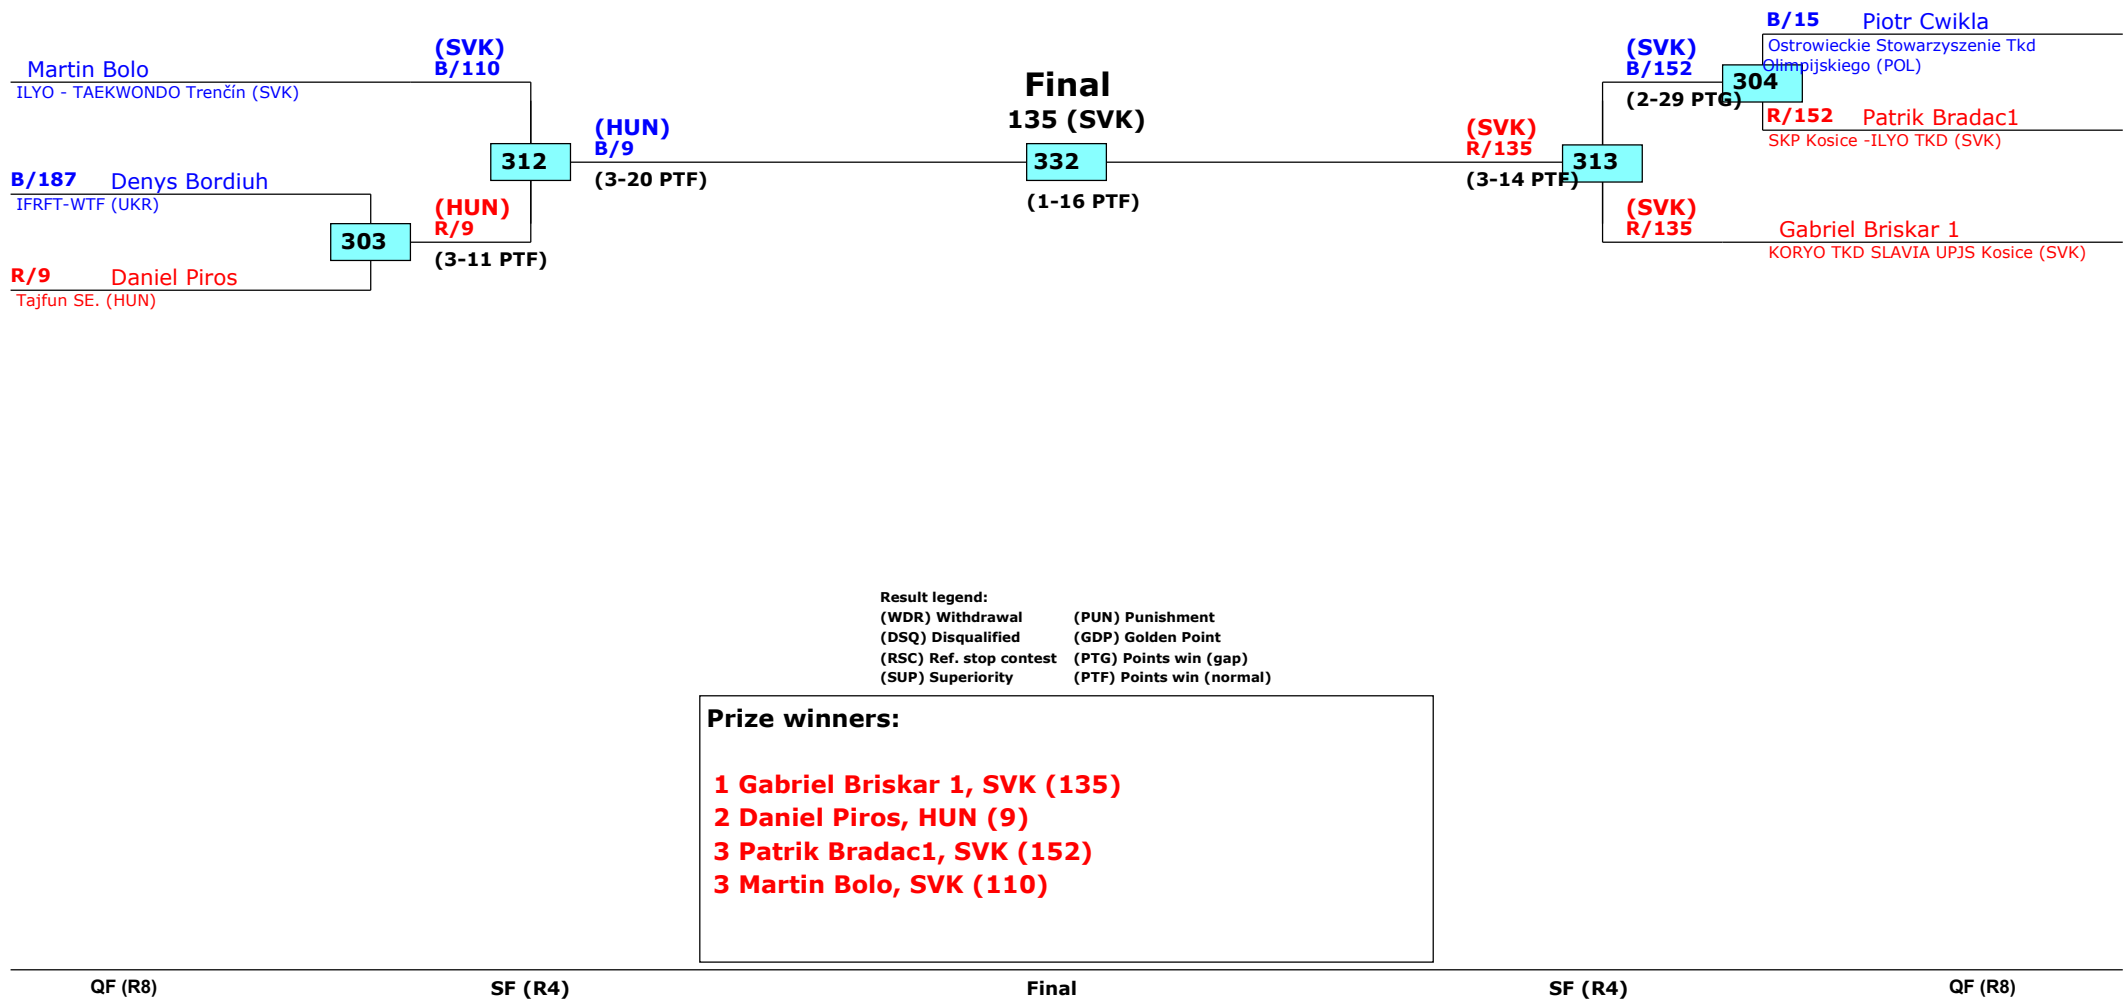 B/15 Piotr Cwikla
Ostrowieckie Stowarzyszenie Tkd
Olimpijskiego (POL)
(SVK)
B/110
Martin Bolo
ILYO - TAEKWONDO Trenčín (SVK)
Final
135 (SVK)
(SVK)
B/152
304
(2-29 PTG)
R/152 Patrik Bradac1
SKP Kosice -ILYO TKD (SVK)
312
(HUN)
B/9
(3-20 PTF)
332
(1-16 PTF)
(SVK)
R/135
313
(3-14 PTF)
B/187 Denys Bordiuh
IFRFT-WTF (UKR)
303
(HUN)
R/9
(3-11 PTF)
(SVK)
R/135
Gabriel Briskar 1
KORYO TKD SLAVIA UPJS Kosice (SVK)
R/9 Daniel Piros
Tajfun SE. (HUN)
Result legend:
(WDR) Withdrawal (PUN) Punishment
(DSQ) Disqualified (GDP) Golden Point
(RSC) Ref. stop contest (PTG) Points win (gap)
(SUP) Superiority (PTF) Points win (normal)
Prize winners:
1 Gabriel Briskar 1, SVK (135)
2 Daniel Piros, HUN (9)
3 Patrik Bradac1, SVK (152)
3 Martin Bolo, SVK (110)
QF (R8) SF (R4) Final SF (R4) QF (R8)